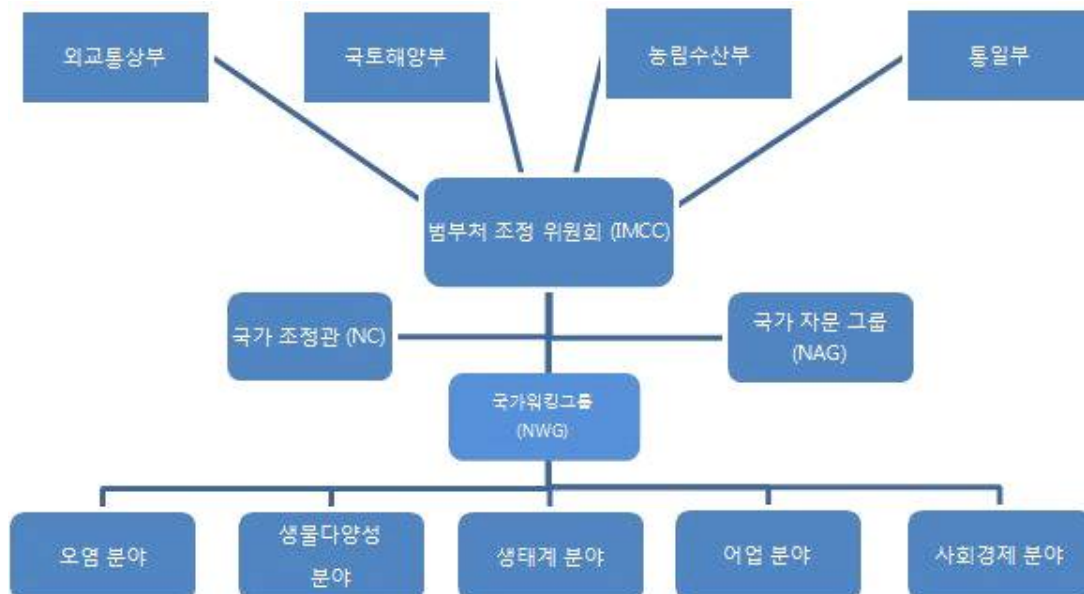 외교통상부
국토해양부
농림수산부
통일부
범부처 조정 위원회 (IMCC)
국가 조정관 (NC)
국가 자문 그룹
(NAG)
국가워킹그룹
(NWG)
오염 분야
생물다양성
분야
생태계 분야
어업 분야
사회경제 분야